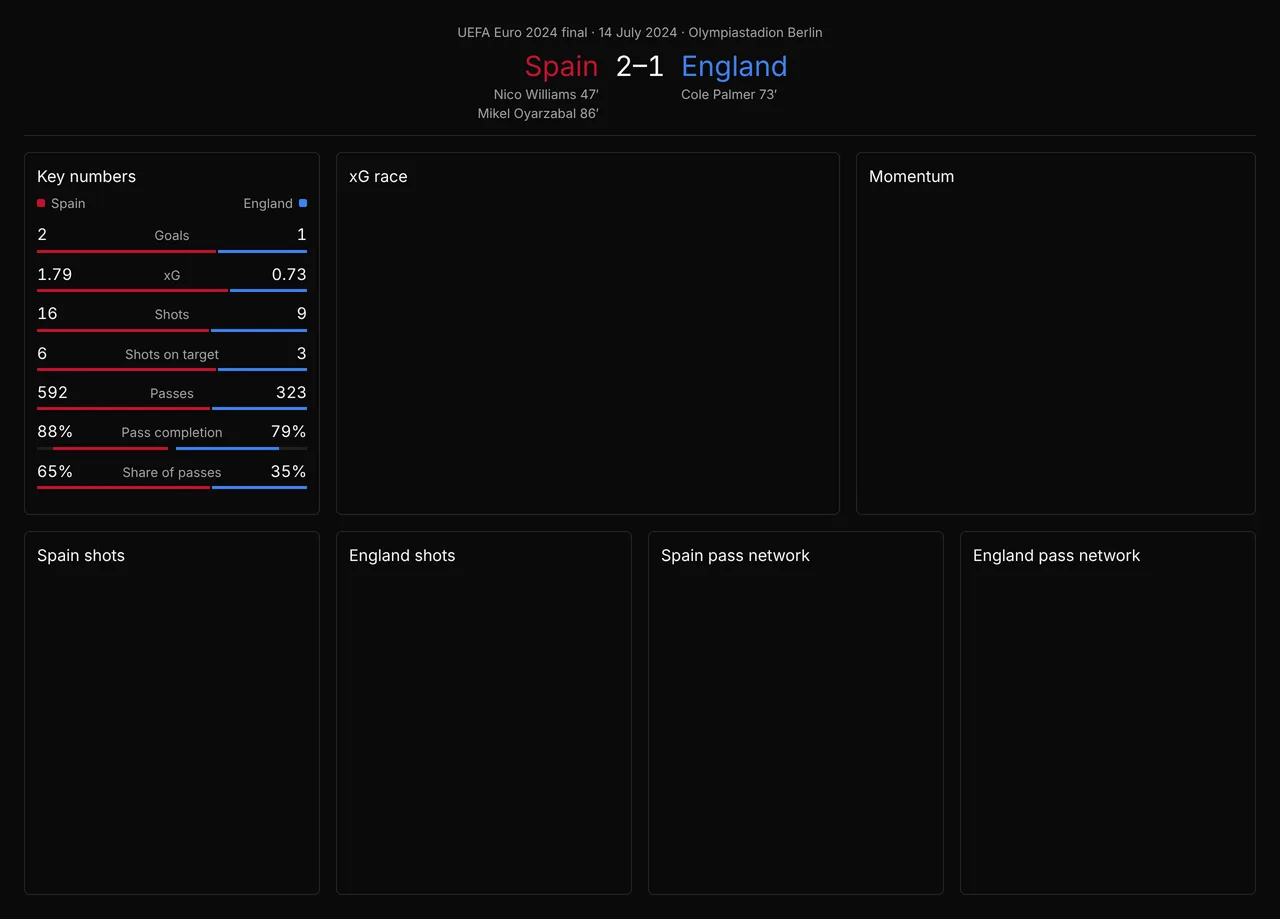 UEFA Euro 2024 final · 14 July 2024 · Olympiastadion Berlin
Spain 2–1 England
Nico Williams 47′ Cole Palmer 73′
Mikel Oyarzabal 86′
Key numbers
Spain England
2 Goals 1
1.79 xG 0.73
16 Shots 9
6 Shots on target 3
592 Passes 323
88% Pass completion 79%
65% Share of passes 35%
xG race
Momentum
Spain shots
England shots
Spain pass network
England pass network